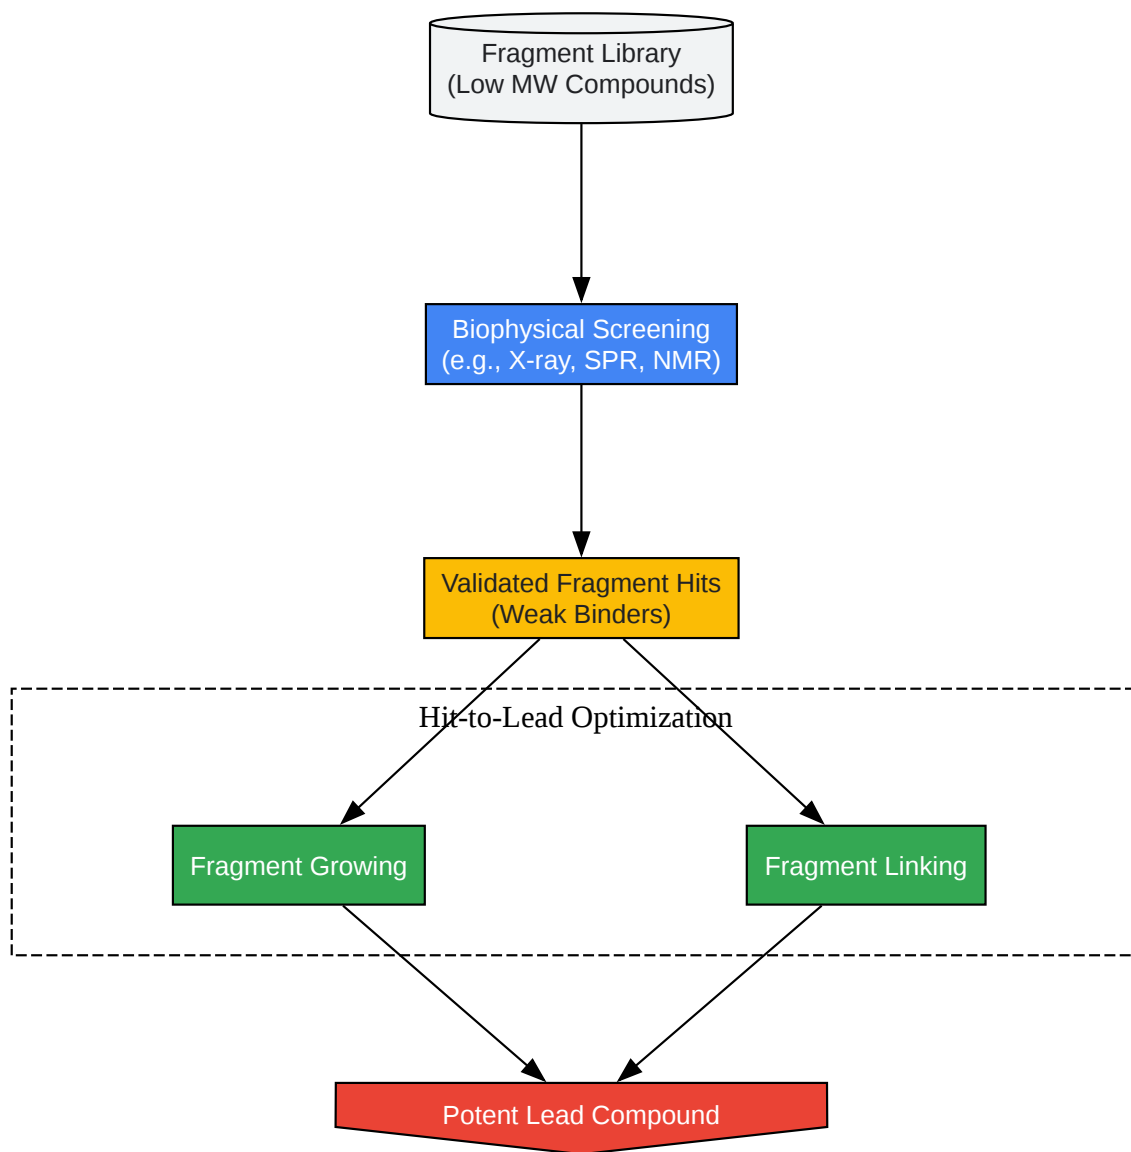 Fragment Library
(Low MW Compounds)
Biophysical Screening
(e.g., X-ray, SPR, NMR)
Validated Fragment Hits
(Weak Binders)
Hit-to-Lead Optimization
Fragment Growing
Fragment Linking
Potent Lead Compound